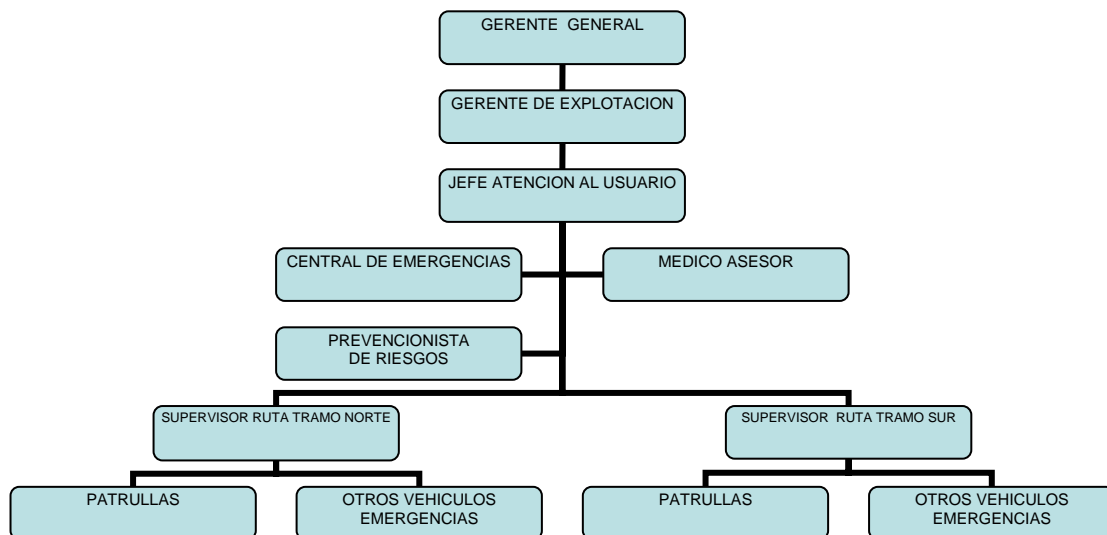 GERENTE GENERAL
GERENTE DE EXPLOTACION
JEFE ATENCION AL USUARIO
CENTRAL DE EMERGENCIAS
MEDICO ASESOR
PREVENCIONISTA
DE RIESGOS
SUPERVISOR RUTA TRAMO NORTE
SUPERVISOR RUTA TRAMO SUR
PATRULLAS
OTROS VEHICULOS
EMERGENCIAS
PATRULLAS
OTROS VEHICULOS
EMERGENCIAS